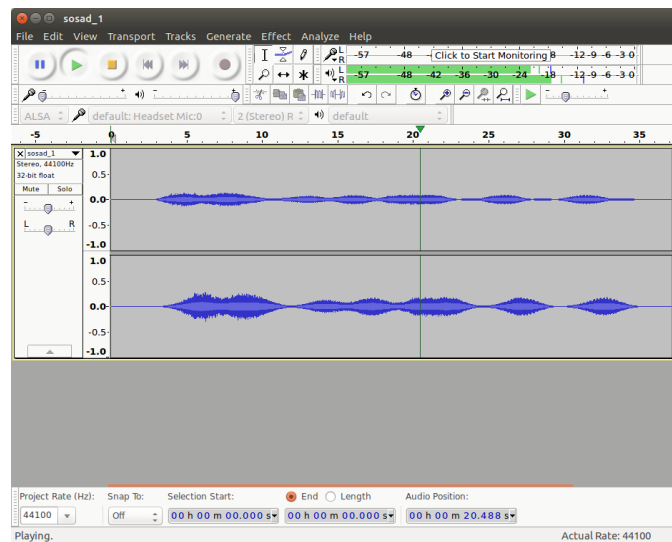 sosad_1
File Edit View Transport Tracks Generate Effect Analyze Help
L R -57 -48 - Click to Start Monitoring 8 -12 -9 -6 -3 0
L R -57 -48 -42 -36 -30 -24 -18 -12 -9 -6 -3 0
- + - + - +
ALSA default: Headset Mic:0 2 (Stereo) R default
-5 0 5 10 15 20 25 30 35
X sosad_1
Stereo, 44100Hz
32-bit float
Mute Solo
- +
L R
1.0
0.5-
0.0-
-0.5-
-1.0
1.0
0.5-
0.0-
-0.5-
-1.0
Project Rate (Hz): Snap To: Selection Start: End Length Audio Position:
44100 Off 00 h 00 m 00.000 s 00 h 00 m 00.000 s 00 h 00 m 20.488 s
Playing. Actual Rate: 44100